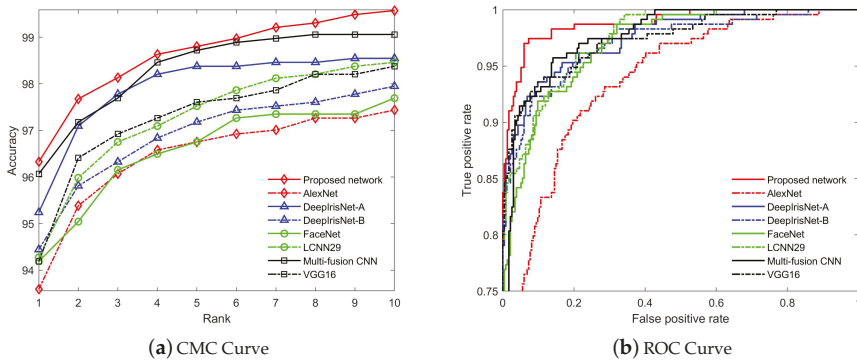 99
98
97
96
95
94
Accuracy
1 2 3 4 5 6 7 8 9 10
Rank
Proposed network
AlexNet
DeepIrisNet-A
DeepIrisNet-B
FaceNet
LCNN29
Multi-fusion CNN
VGG16
(a) CMC Curve
1
0.95
0.9
0.85
0.8
0.75
True positive rate
0 0.2 0.4 0.6 0.8 1
False positive rate
Proposed network
AlexNet
DeepIrisNet-A
DeepIrisNet-B
FaceNet
LCNN29
Multi-fusion CNN
VGG16
(b) ROC Curve